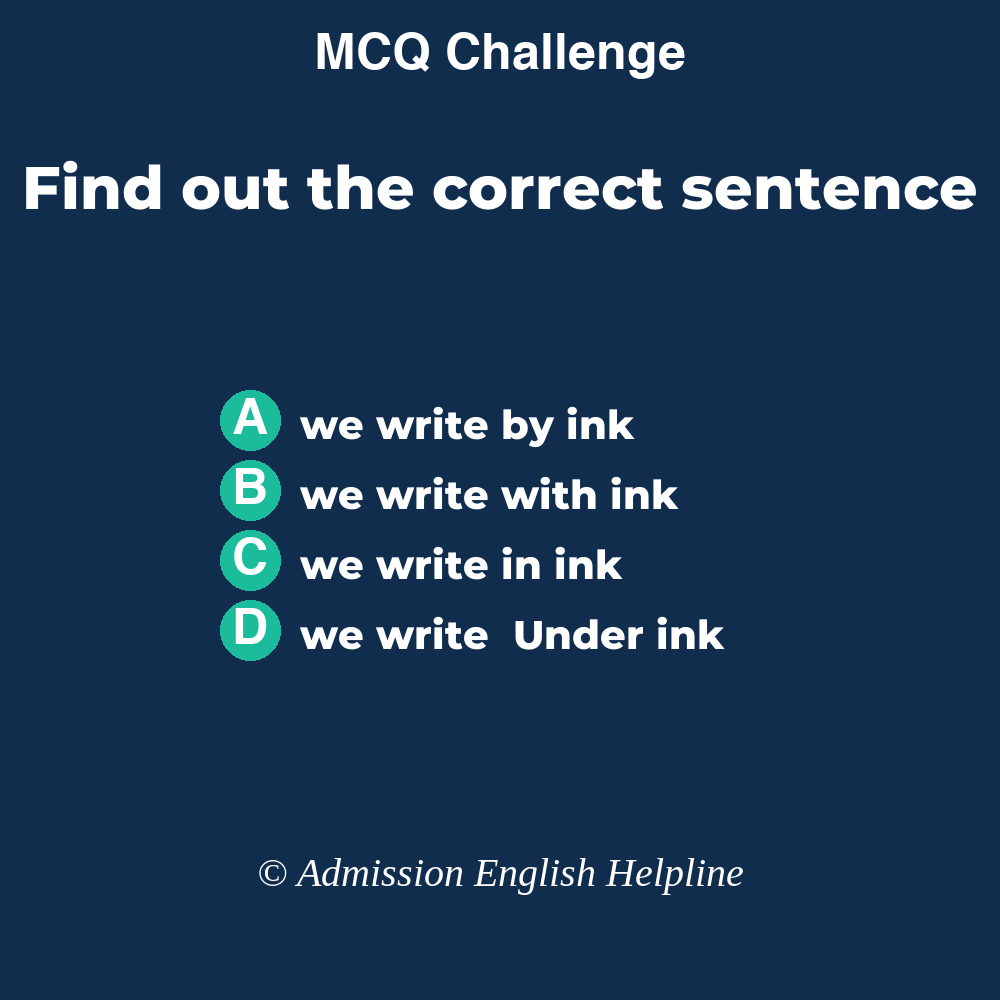 MCQ Challenge
Find out the correct sentence
A we write by ink
B we write with ink
C we write in ink
D we write  Under ink
© Admission English Helpline